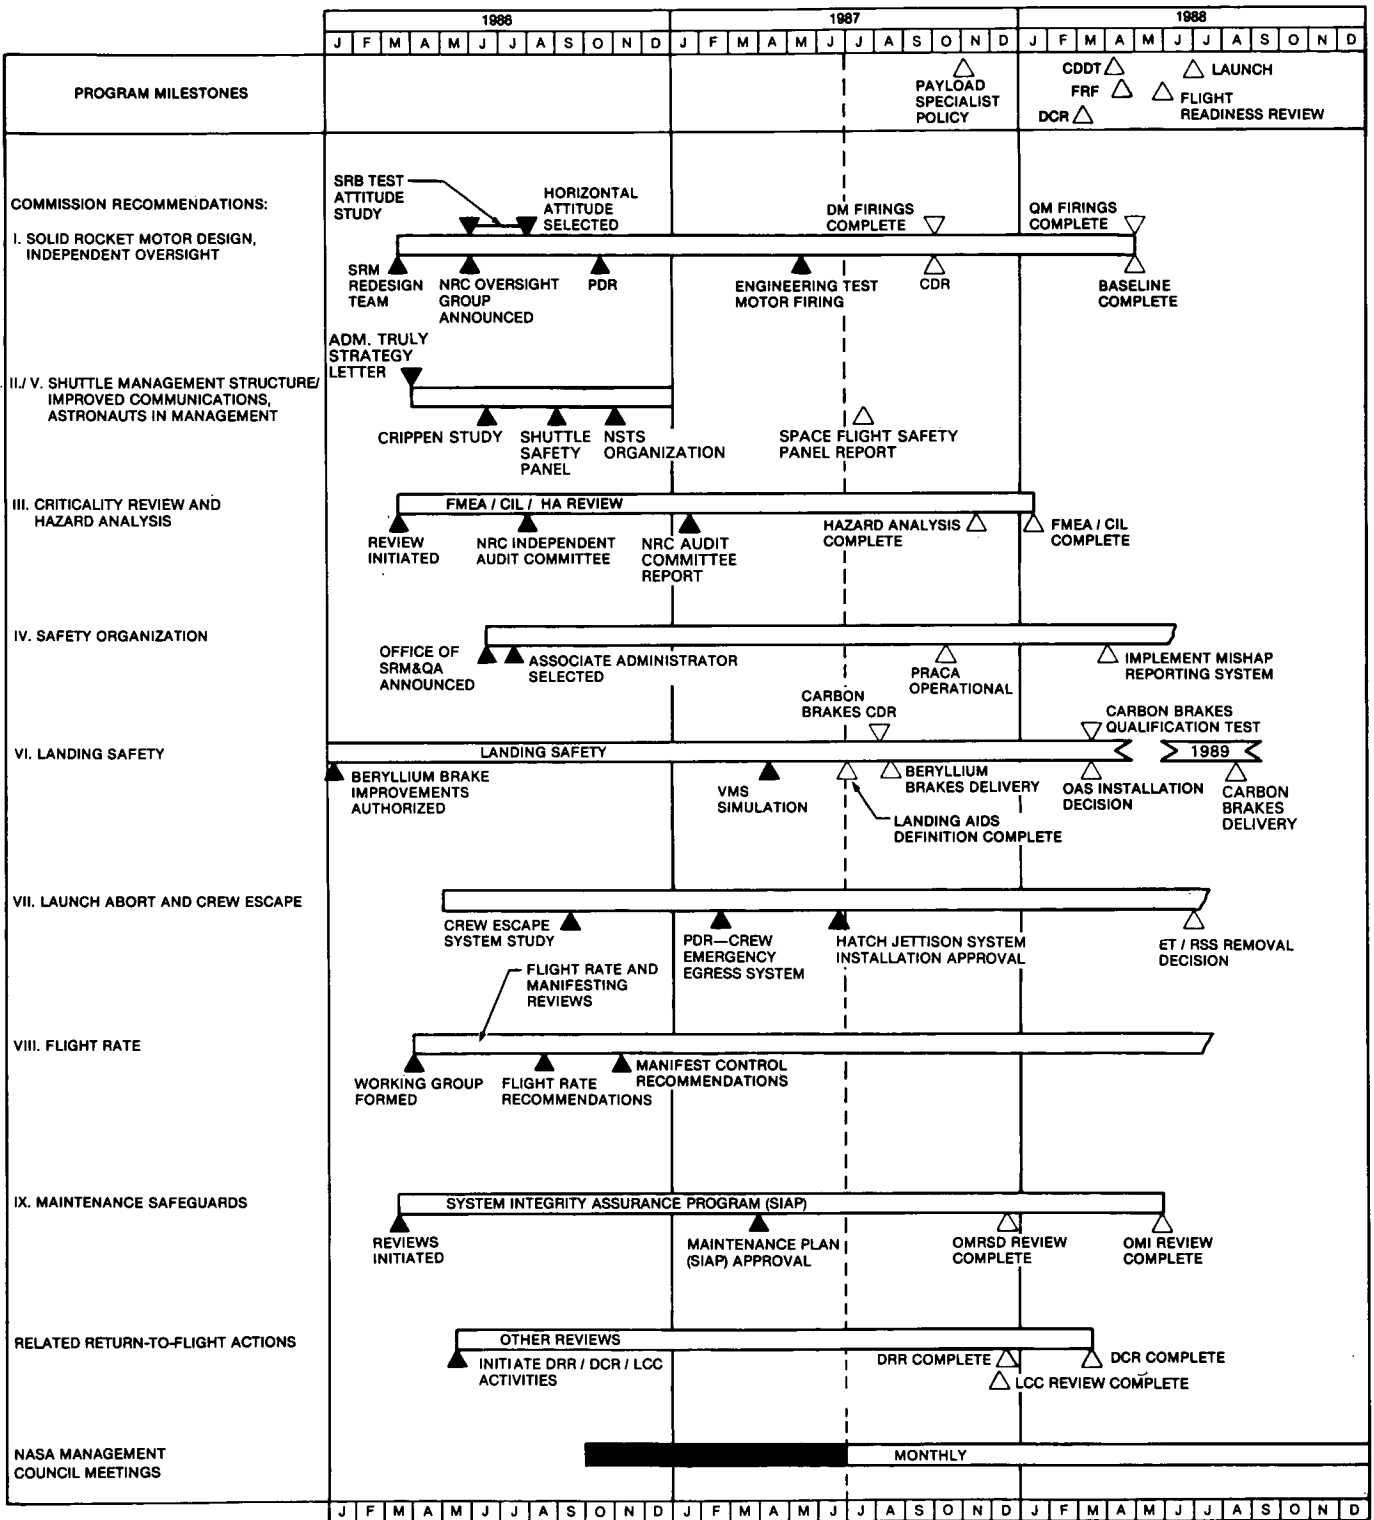 1986 1987 1988
J F M A M J J A S O N D J F M A M J J A S O N D J F M A M J J A S O N D
PROGRAM MILESTONES
PAYLOAD
SPECIALIST
POLICY
CDDT
LAUNCH
FRF
FLIGHT
READINESS REVIEW
DCR
COMMISSION RECOMMENDATIONS:
I. SOLID ROCKET MOTOR DESIGN,
INDEPENDENT OVERSIGHT
SRB TEST
ATTITUDE
STUDY
HORIZONTAL
ATTITUDE
SELECTED
DM FIRINGS
COMPLETE
QM FIRINGS
COMPLETE
SRM
REDESIGN
TEAM
NRC OVERSIGHT
GROUP
ANNOUNCED
PDR
ENGINEERING TEST
MOTOR FIRING
CDR
BASELINE
COMPLETE
II./ V. SHUTTLE MANAGEMENT STRUCTURE/
IMPROVED COMMUNICATIONS,
ASTRONAUTS IN MANAGEMENT
ADM. TRULY
STRATEGY
LETTER
CRIPPEN STUDY
SHUTTLE
SAFETY
PANEL
NSTS
ORGANIZATION
SPACE FLIGHT SAFETY
PANEL REPORT
III. CRITICALITY REVIEW AND
HAZARD ANALYSIS
FMEA / CIL / HA REVIEW
REVIEW
INITIATED
NRC INDEPENDENT
AUDIT COMMITTEE
NRC AUDIT
COMMITTEE
REPORT
HAZARD ANALYSIS
COMPLETE
FMEA / CIL
COMPLETE
IV. SAFETY ORGANIZATION
OFFICE OF
SRM&QA
ANNOUNCED
ASSOCIATE ADMINISTRATOR
SELECTED
PRACA
OPERATIONAL
IMPLEMENT MISHAP
REPORTING SYSTEM
VI. LANDING SAFETY
CARBON
BRAKES CDR
CARBON BRAKES
QUALIFICATION TEST
LANDING SAFETY
1989
BERYLLIUM BRAKE
IMPROVEMENTS
AUTHORIZED
VMS
SIMULATION
BERYLLIUM
BRAKES DELIVERY
LANDING AIDS
DEFINITION COMPLETE
OAS INSTALLATION
DECISION
CARBON
BRAKES
DELIVERY
VII. LAUNCH ABORT AND CREW ESCAPE
CREW ESCAPE
SYSTEM STUDY
PDR—CREW
EMERGENCY
EGRESS SYSTEM
HATCH JETTISON SYSTEM
INSTALLATION APPROVAL
ET / RSS REMOVAL
DECISION
VIII. FLIGHT RATE
FLIGHT RATE AND
MANIFESTING
REVIEWS
WORKING GROUP
FORMED
FLIGHT RATE
RECOMMENDATIONS
MANIFEST CONTROL
RECOMMENDATIONS
IX. MAINTENANCE SAFEGUARDS
SYSTEM INTEGRITY ASSURANCE PROGRAM (SIAP)
REVIEWS
INITIATED
MAINTENANCE PLAN
(SIAP) APPROVAL
OMRSD REVIEW
COMPLETE
OMI REVIEW
COMPLETE
RELATED RETURN-TO-FLIGHT ACTIONS
OTHER REVIEWS
INITIATE DRR / DCR / LCC
ACTIVITIES
DRR COMPLETE
DCR COMPLETE
LCC REVIEW COMPLETE
NASA MANAGEMENT
COUNCIL MEETINGS
MONTHLY
J F M A M J J A S O N D J F M A M J J A S O N D J F M A M J J A S O N D